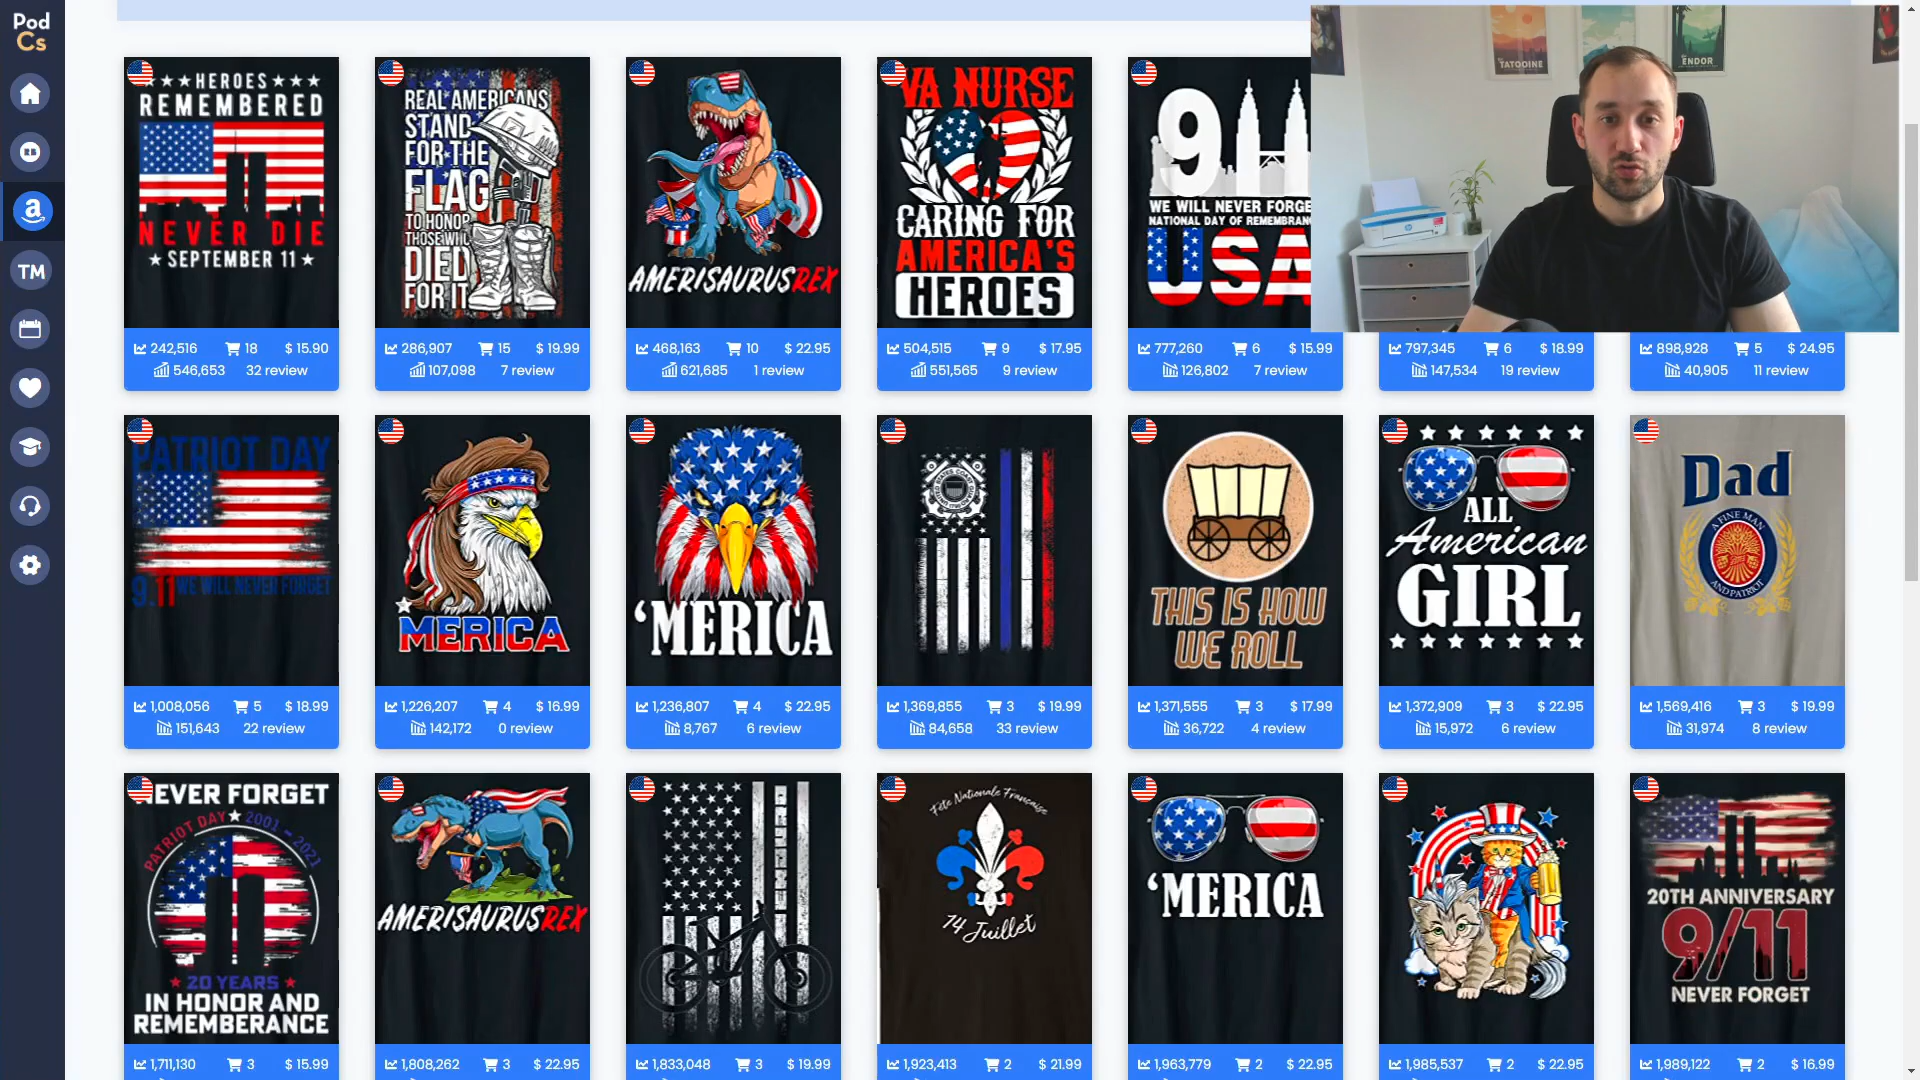 Pod
Cs
TM
★★★HEROES★★★
REMEMBERED
NEVER DIE
★SEPTEMBER 11★
242,516 18 $ 15.90
546,653 32 review
REAL AMERICANS
STAND
FOR THE
FLAG
TO HONOR
THOSE WHO
DIED
FOR IT
286,907 15 $ 19.99
107,098 7 review
AMERISAURUSREX
468,163 10 $ 22.95
621,685 1 review
VA NURSE
CARING FOR
AMERICA'S
HEROES
504,515 9 $ 17.95
551,565 9 review
9
WE WILL NEVER FORGE
NATIONAL DAY OF REMEMBRAN
USA
777,260 6 $ 15.99
126,802 7 review
TATOOINE
ENDOR
797,345 6 $ 18.99
147,534 19 review
898,928 5 $ 24.95
40,905 11 review
PATRIOT DAY
9.11 WE WILL NEVER FORGET
1,008,056 5 $ 18.99
151,643 22 review
MERICA
1,226,207 4 $ 16.99
142,172 0 review
'MERICA
1,236,807 4 $ 22.95
8,767 6 review
1,369,855 3 $ 19.99
84,658 33 review
THIS IS HOW
WE ROLL
1,371,555 3 $ 17.99
36,722 4 review
ALL
American
GIRL
1,372,909 3 $ 22.95
15,972 6 review
Dad
A FINE MAN
AND PATRIOT
1,569,416 3 $ 19.99
31,974 8 review
NEVER FORGET
PATRIOT DAY ★ 2001 - 2021
★ 20 YEARS ★
IN HONOR AND
REMEMBERANCE
1,711,130 3 $ 15.99
AMERISAURUSREX
1,808,262 3 $ 22.95
1,833,048 3 $ 19.99
Fête Nationale Française
14 Juillet
1,923,413 2 $ 21.99
'MERICA
1,963,779 2 $ 22.95
1,985,537 2 $ 22.95
20TH ANNIVERSARY
9/11
NEVER FORGET
1,989,122 2 $ 16.99